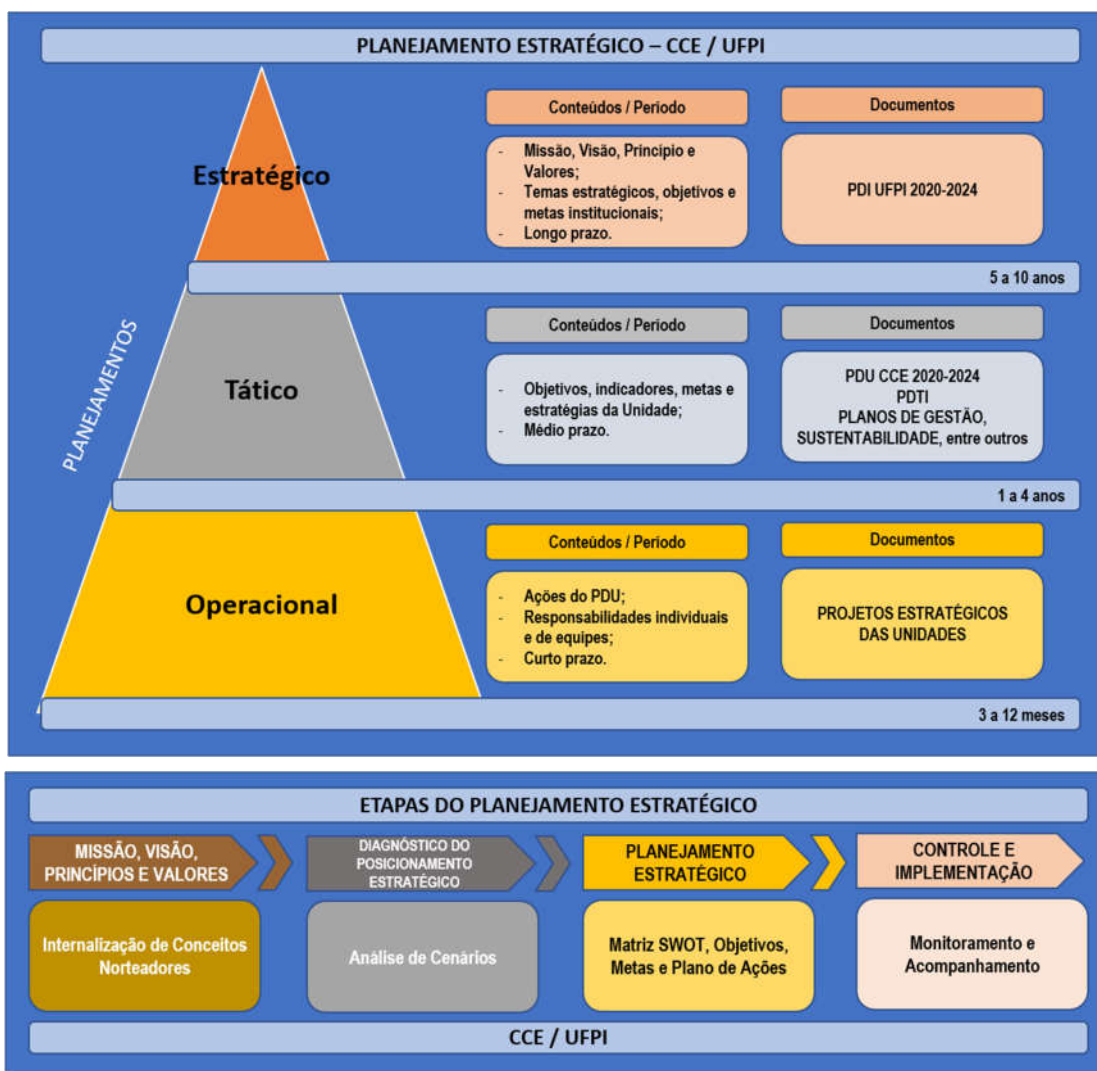 PLANEJAMENTO ESTRATÉGICO – CCE / UFPI
Conteúdos / Período
Documentos
Estratégico
- Missão, Visão, Princípio e
Valores;
- Temas estratégicos, objetivos e
metas institucionais;
- Longo prazo.
PDI UFPI 2020-2024
5 a 10 anos
PLANEJAMENTOS
Conteúdos / Período
Documentos
Tático
- Objetivos, indicadores, metas e
estratégias da Unidade;
- Médio prazo.
PDU CCE 2020-2024
PDTI
PLANOS DE GESTÃO,
SUSTENTABILIDADE, entre outros
1 a 4 anos
Conteúdos / Período
Documentos
Operacional
- Ações do PDU;
- Responsabilidades individuais
e de equipes;
- Curto prazo.
PROJETOS ESTRATÉGICOS
DAS UNIDADES
3 a 12 meses
ETAPAS DO PLANEJAMENTO ESTRATÉGICO
MISSÃO, VISÃO,
PRINCÍPIOS E VALORES
DIAGNÓSTICO DO
POSICIONAMENTO
ESTRATÉGICO
PLANEJAMENTO
ESTRATÉGICO
CONTROLE E
IMPLEMENTAÇÃO
Internalização de Conceitos
Norteadores
Análise de Cenários
Matriz SWOT, Objetivos,
Metas e Plano de Ações
Monitoramento e
Acompanhamento
CCE / UFPI